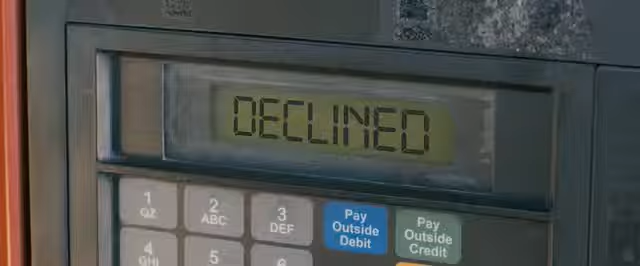 DECLINED
1
QZ
2
ABC
3
DEF
Pay
Outside
Debit
Pay
Outside
Credit
4
GHI
5
6